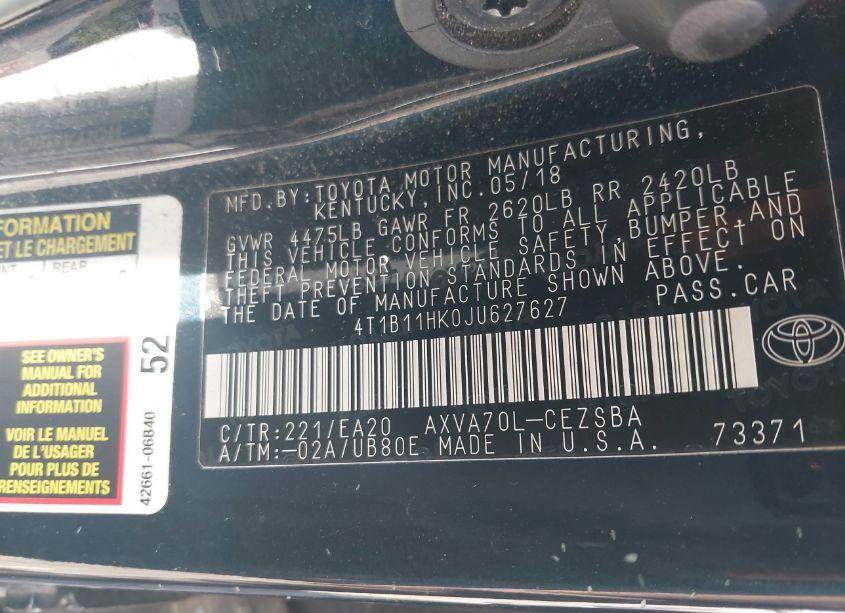 MFD.BY:TOYOTA MOTOR MANUFACTURING,
KENTUCKY,INC.05/18
GVWR 4475LB GAWR FR 2620LB RR 2420LB
THIS VEHICLE CONFORMS TO ALL APPLICABLE
FEDERAL MOTOR VEHICLE SAFETY,BUMPER,AND
THEFT PREVENTION STANDARDS IN EFFECT ON
THE DATE OF MANUFACTURE SHOWN ABOVE.
4T1B11HK0JU627627 PASS.CAR
C/TR:221/EA20 AXVA70L-CEZSBA
A/TM:-02A/UB80E MADE IN U.S.A. 73371
TOYOTA
FORMATION
ET LE CHARGEMENT
REAR
SEE OWNER'S
MANUAL FOR
ADDITIONAL
INFORMATION
VOIR LE MANUEL
DE L'USAGER
POUR PLUS DE
RENSEIGNEMENTS
52
42661-06B40